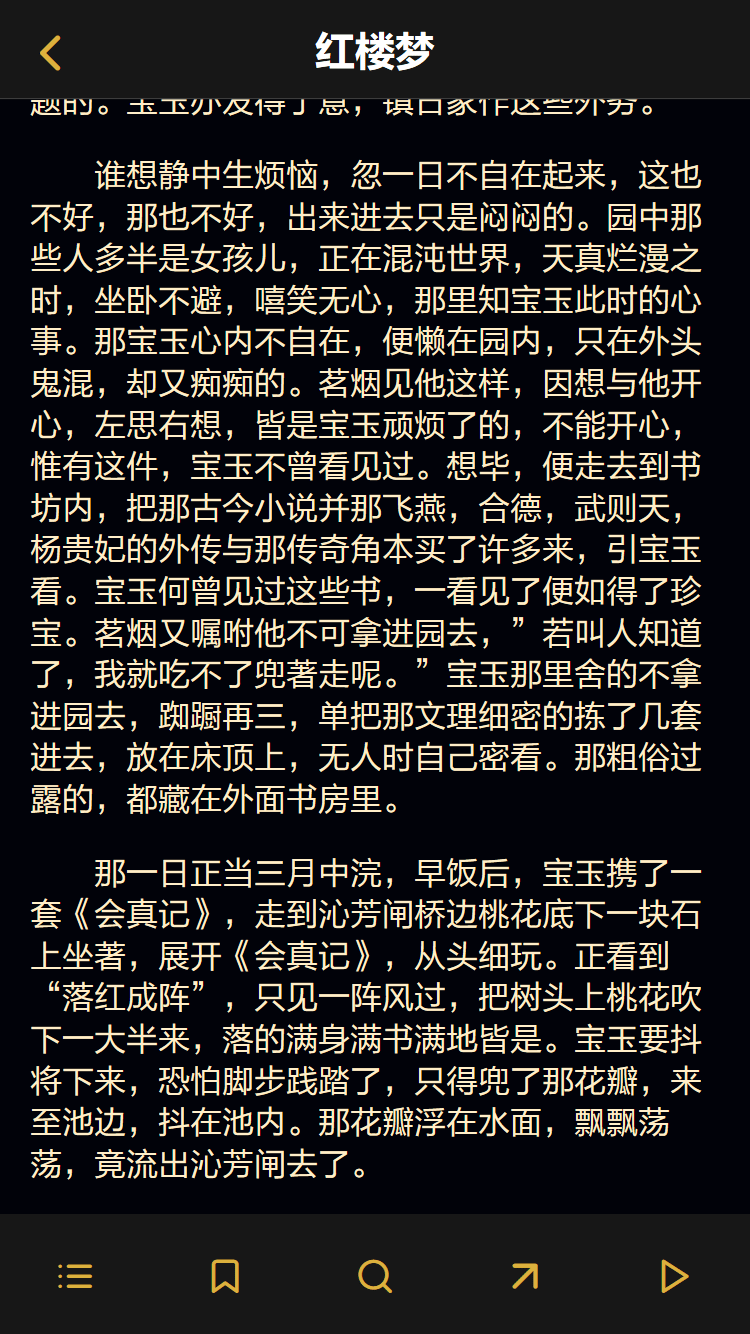 红楼梦
题的。宝玉亦发得了意，镇日家作这些外务。
谁想静中生烦恼，忽一日不自在起来，这也
不好，那也不好，出来进去只是闷闷的。园中那
些人多半是女孩儿，正在混沌世界，天真烂漫之
时，坐卧不避，嘻笑无心，那里知宝玉此时的心
事。那宝玉心内不自在，便懒在园内，只在外头
鬼混，却又痴痴的。茗烟见他这样，因想与他开
心，左思右想，皆是宝玉顽烦了的，不能开心，
惟有这件，宝玉不曾看见过。想毕，便走去到书
坊内，把那古今小说并那飞燕，合德，武则天，
杨贵妃的外传与那传奇角本买了许多来，引宝玉
看。宝玉何曾见过这些书，一看见了便如得了珍
宝。茗烟又嘱咐他不可拿进园去，”若叫人知道
了，我就吃不了兜著走呢。”宝玉那里舍的不拿
进园去，踟蹰再三，单把那文理细密的拣了几套
进去，放在床顶上，无人时自己密看。那粗俗过
露的，都藏在外面书房里。
那一日正当三月中浣，早饭后，宝玉携了一
套《会真记》，走到沁芳闸桥边桃花底下一块石
上坐著，展开《会真记》，从头细玩。正看到
“落红成阵”，只见一阵风过，把树头上桃花吹
下一大半来，落的满身满书满地皆是。宝玉要抖
将下来，恐怕脚步践踏了，只得兜了那花瓣，来
至池边，抖在池内。那花瓣浮在水面，飘飘荡
荡，竟流出沁芳闸去了。